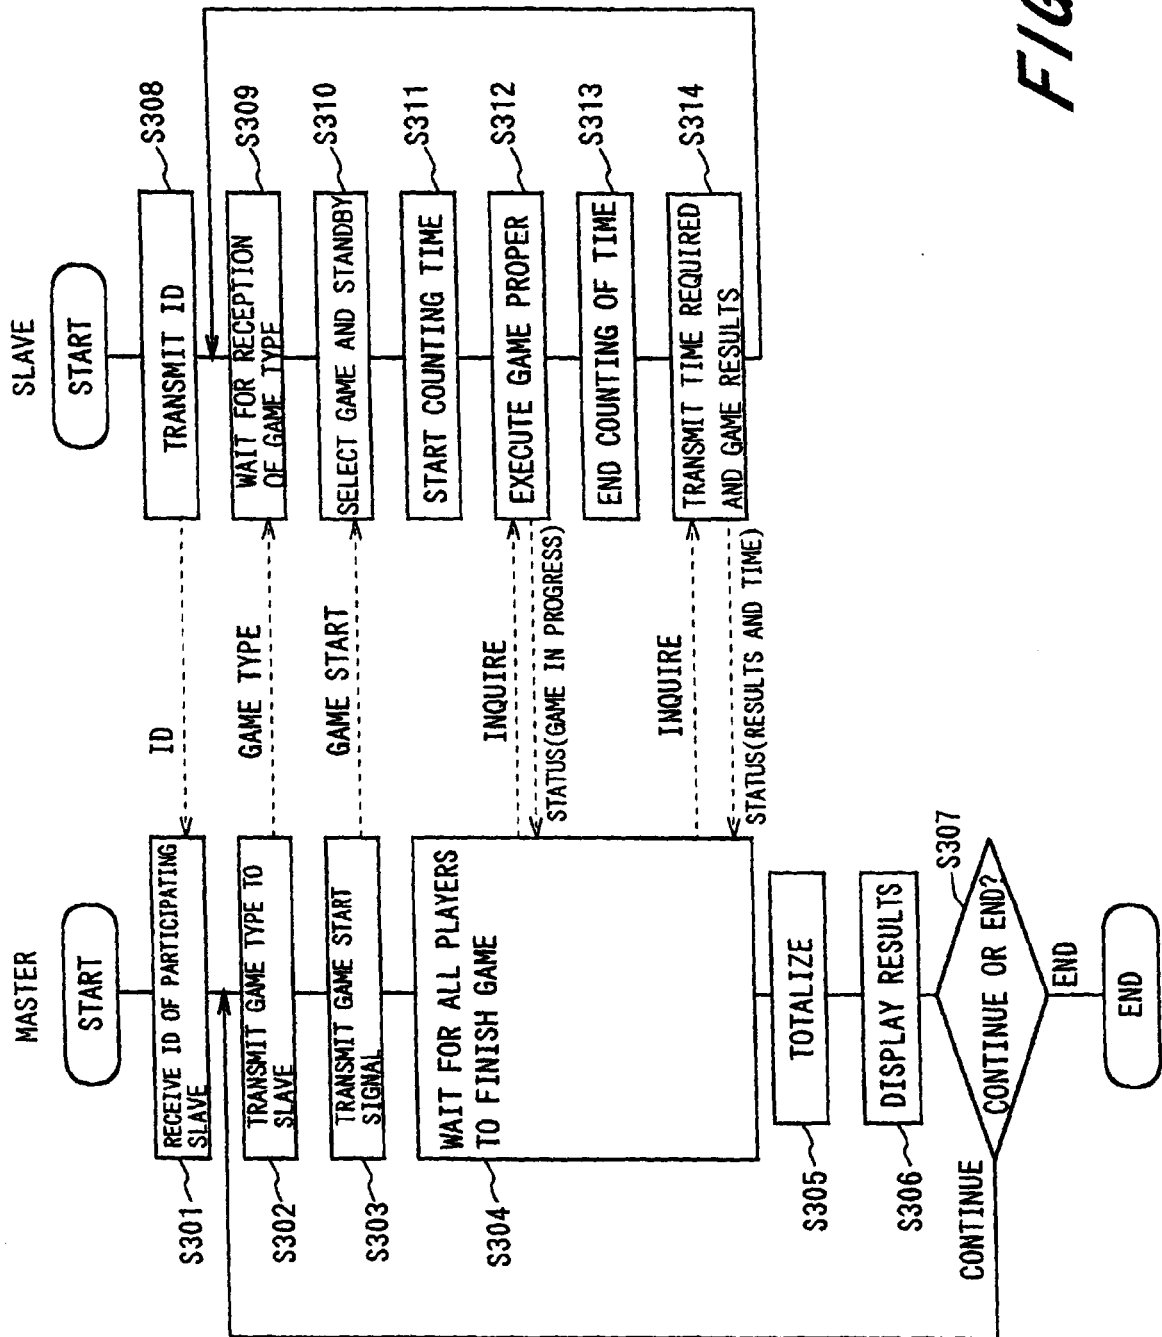 MASTER
START
RECEIVE ID OF PARTICIPATING
SLAVE
S301
TRANSMIT GAME TYPE TO
SLAVE
S302
TRANSMIT GAME START
SIGNAL
S303
WAIT FOR ALL PLAYERS
TO FINISH GAME
S304
TOTALIZE
S305
DISPLAY RESULTS
S306
CONTINUE OR END?
S307
CONTINUE
END
END
ID
GAME TYPE
GAME START
INQUIRE
STATUS(GAME IN PROGRESS)
INQUIRE
STATUS(RESULTS AND TIME)
SLAVE
START
TRANSMIT ID
S308
WAIT FOR RECEPTION
OF GAME TYPE
S309
SELECT GAME AND STANDBY
S310
START COUNTING TIME
S311
EXECUTE GAME PROPER
S312
END COUNTING OF TIME
S313
TRANSMIT TIME REQUIRED
AND GAME RESULTS
S314